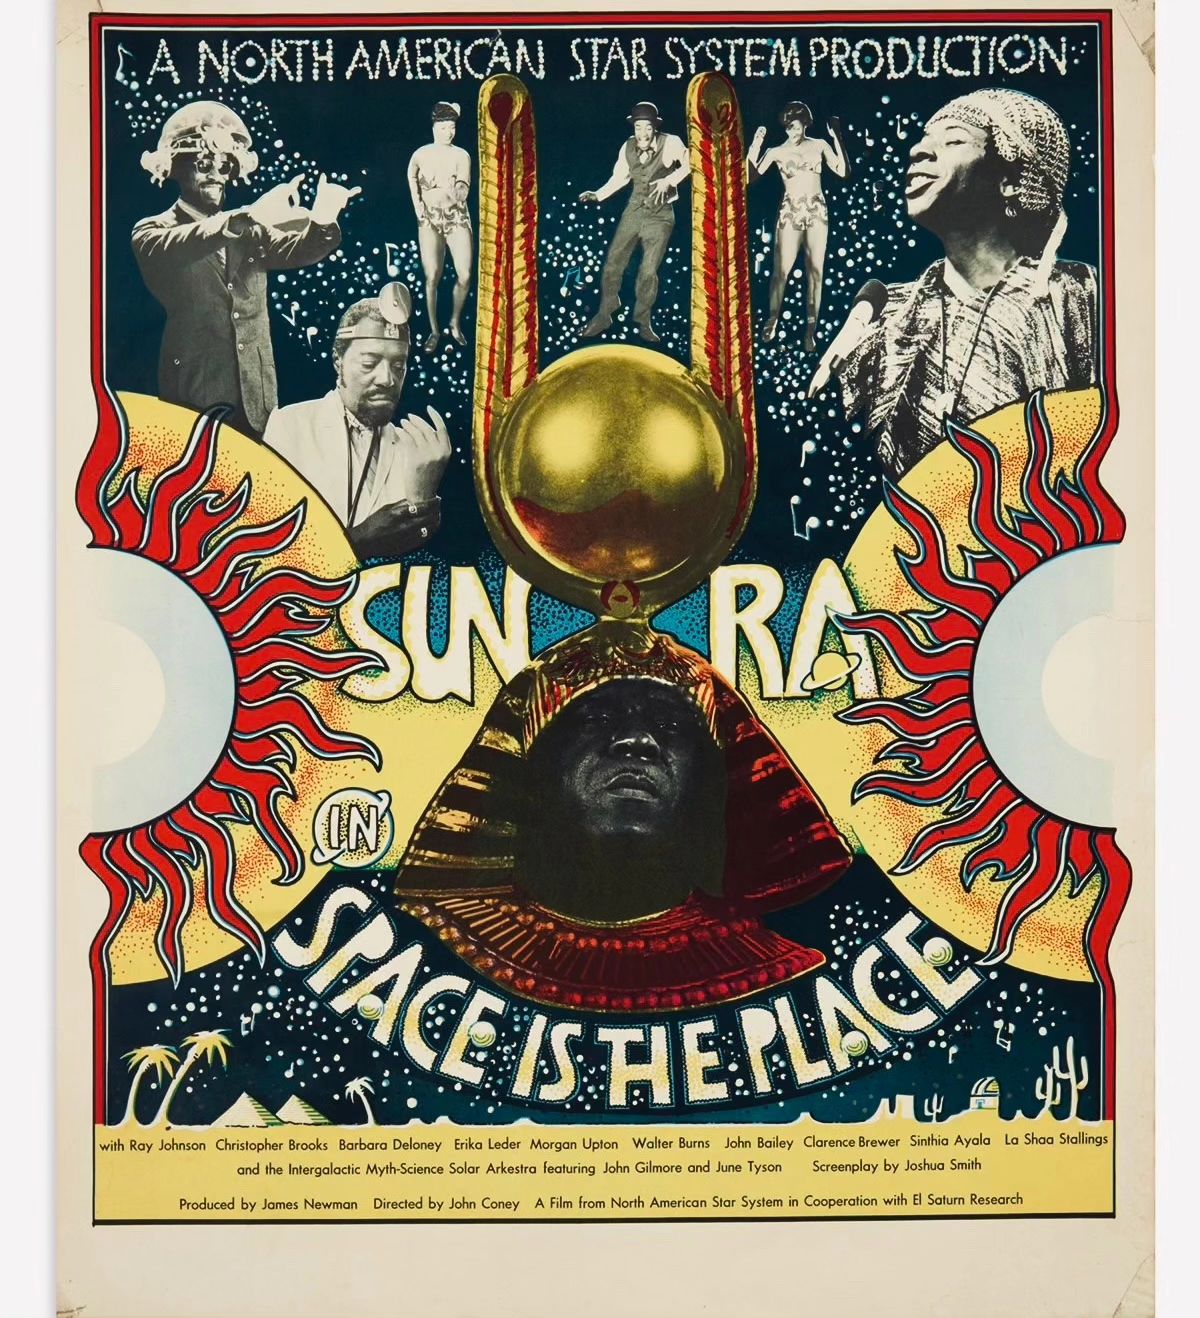 A NORTH AMERICAN STAR SYSTEM PRODUCTION
SUN RA
IN
SPACE IS THE PLACE
with Ray Johnson Christopher Brooks Barbara Deloney Erika Leder Morgan Upton Walter Burns John Bailey Clarence Brewer Sinthia Ayala La Shaa Stallings
and the Intergalactic Myth-Science Solar Arkestra featuring John Gilmore and June Tyson Screenplay by Joshua Smith
Produced by James Newman Directed by John Coney A Film from North American Star System in Cooperation with El Saturn Research